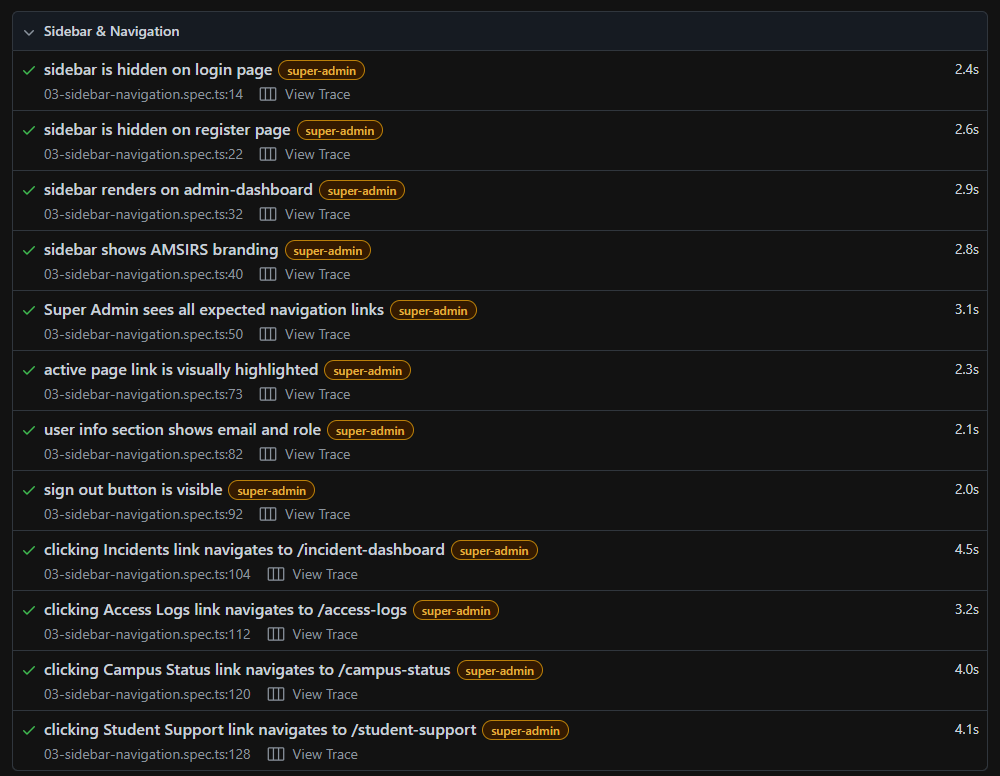 Sidebar & Navigation
sidebar is hidden on login page super-admin 2.4s
03-sidebar-navigation.spec.ts:14 View Trace
sidebar is hidden on register page super-admin 2.6s
03-sidebar-navigation.spec.ts:22 View Trace
sidebar renders on admin-dashboard super-admin 2.9s
03-sidebar-navigation.spec.ts:32 View Trace
sidebar shows AMSIRS branding super-admin 2.8s
03-sidebar-navigation.spec.ts:40 View Trace
Super Admin sees all expected navigation links super-admin 3.1s
03-sidebar-navigation.spec.ts:50 View Trace
active page link is visually highlighted super-admin 2.3s
03-sidebar-navigation.spec.ts:73 View Trace
user info section shows email and role super-admin 2.1s
03-sidebar-navigation.spec.ts:82 View Trace
sign out button is visible super-admin 2.0s
03-sidebar-navigation.spec.ts:92 View Trace
clicking Incidents link navigates to /incident-dashboard super-admin 4.5s
03-sidebar-navigation.spec.ts:104 View Trace
clicking Access Logs link navigates to /access-logs super-admin 3.2s
03-sidebar-navigation.spec.ts:112 View Trace
clicking Campus Status link navigates to /campus-status super-admin 4.0s
03-sidebar-navigation.spec.ts:120 View Trace
clicking Student Support link navigates to /student-support super-admin 4.1s
03-sidebar-navigation.spec.ts:128 View Trace